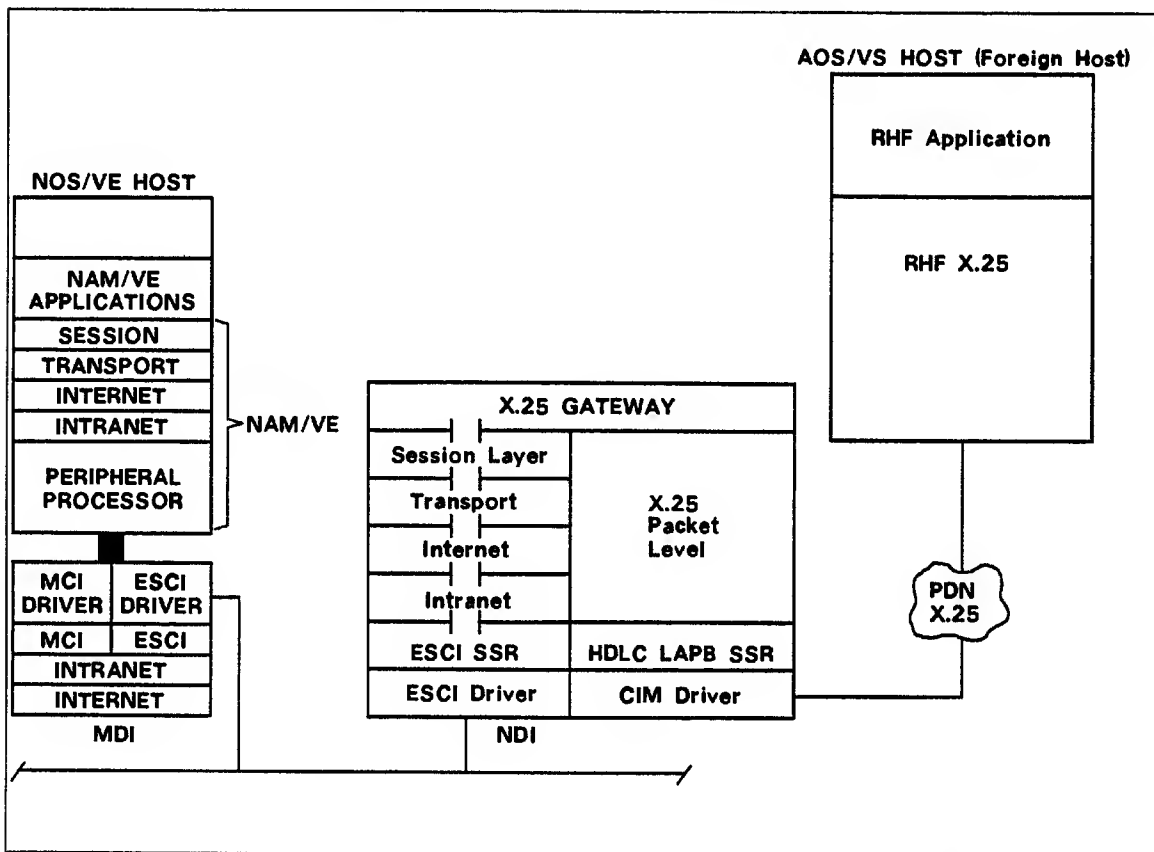 AOS/VS HOST (Foreign Host)
RHF Application
RHF X.25
NOS/VE HOST
NAM/VE
APPLICATIONS
SESSION
TRANSPORT
INTERNET
INTRANET
PERIPHERAL
PROCESSOR
NAM/VE
MCI
DRIVER
ESCI
DRIVER
MCI
ESCI
INTRANET
INTERNET
MDI
X.25 GATEWAY
Session Layer
Transport
Internet
Intranet
ESCI SSR
ESCI Driver
X.25
Packet
Level
HDLC LAPB SSR
CIM Driver
NDI
PDN
X.25